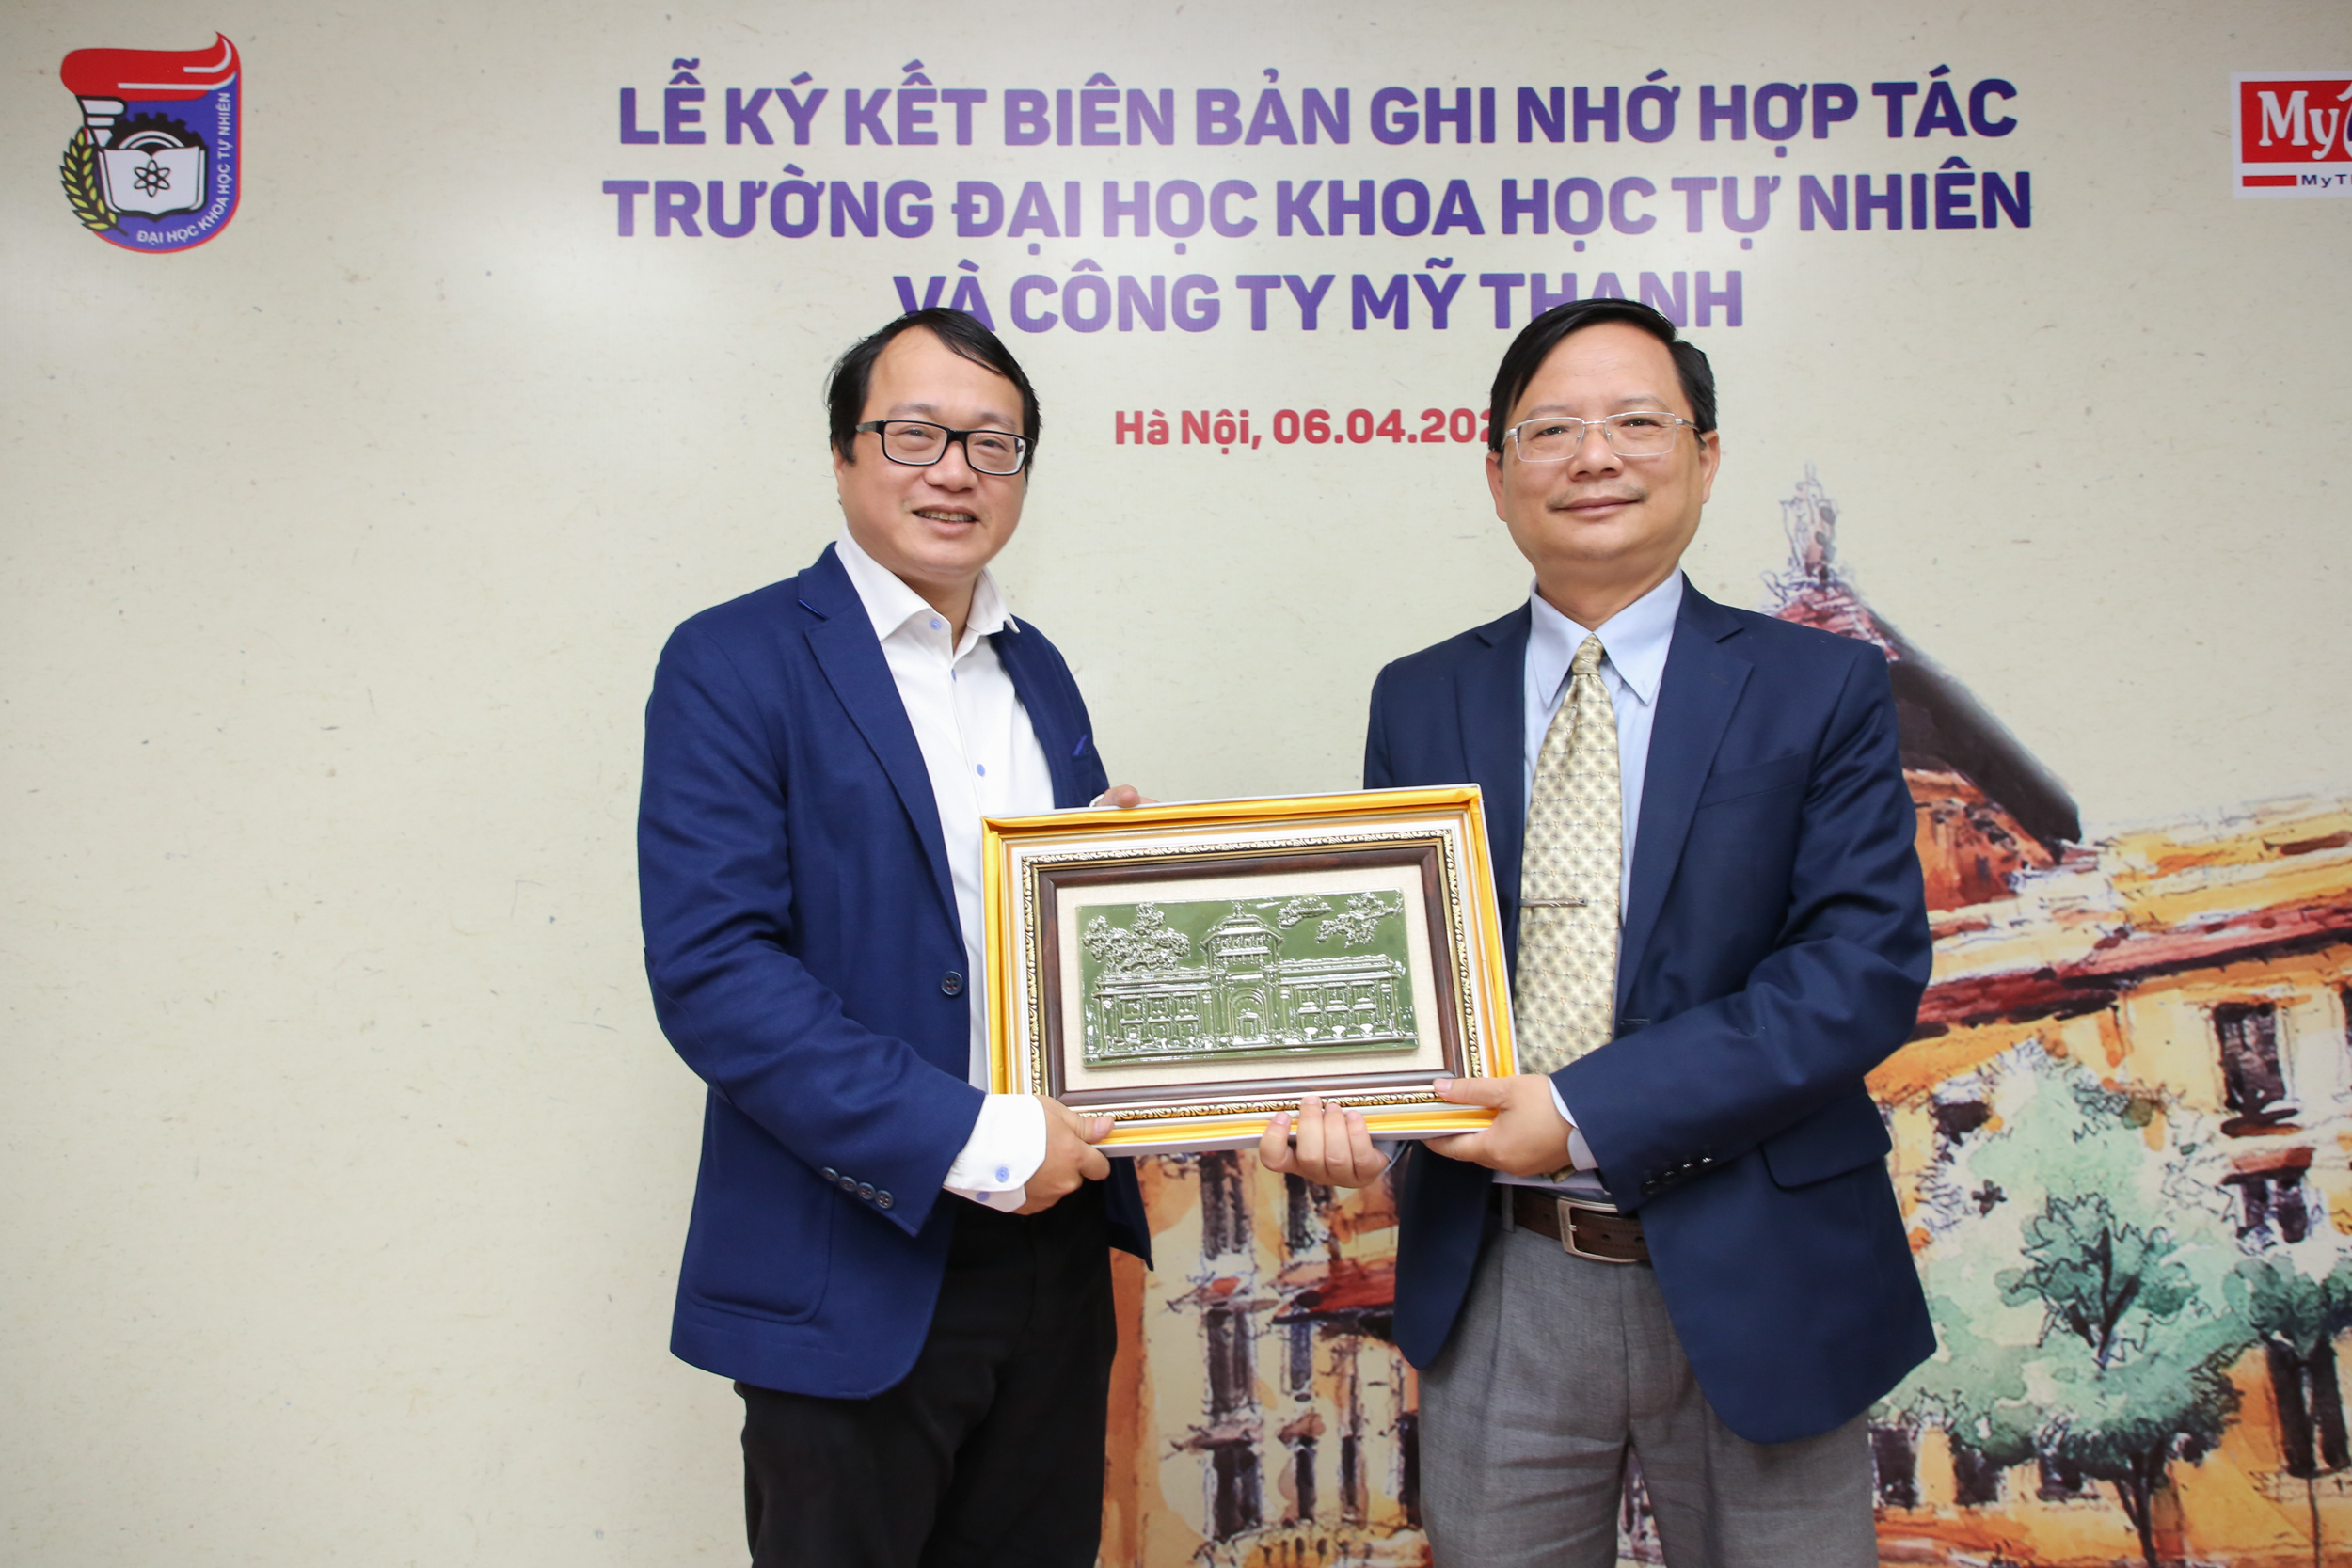 LỄ KÝ KẾT BIÊN BẢN GHI NHỚ HỢP TÁC
TRƯỜNG ĐẠI HỌC KHOA HỌC TỰ NHIÊN
VÀ CÔNG TY MỸ THANH
Hà Nội, 06.04.202
ĐẠI HỌC KHOA HỌC TỰ NHIÊN
My